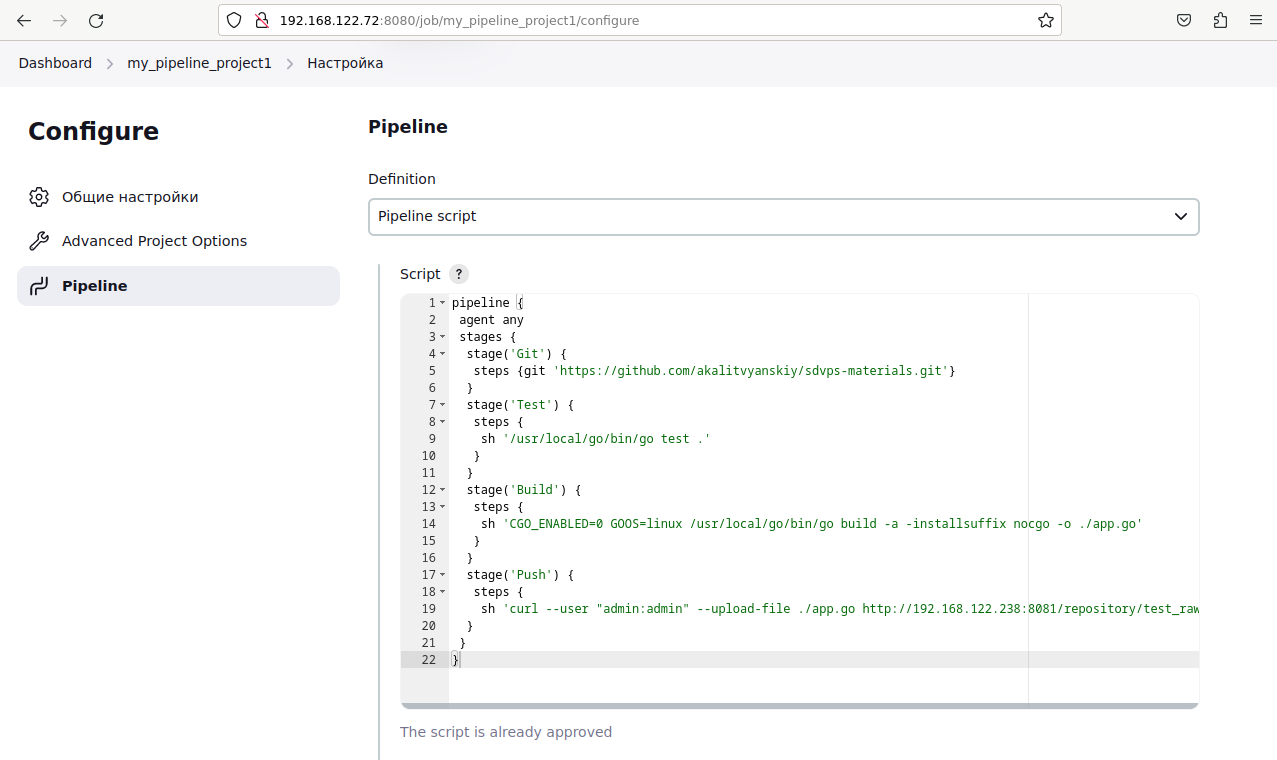 192.168.122.72:8080/job/my_pipeline_project1/configure
Dashboard > my_pipeline_project1 > Настройка
Configure
Общие настройки
Advanced Project Options
Pipeline
Pipeline
Definition
Pipeline script
Script ?
1 pipeline {
2  agent any
3  stages {
4   stage('Git') {
5    steps {git 'https://github.com/akalitvyanskiy/sdvps-materials.git'}
6   }
7   stage('Test') {
8    steps {
9     sh '/usr/local/go/bin/go test .'
10    }
11   }
12   stage('Build') {
13    steps {
14     sh 'CGO_ENABLED=0 GOOS=linux /usr/local/go/bin/go build -a -installsuffix nocgo -o ./app.go'
15    }
16   }
17   stage('Push') {
18    steps {
19     sh 'curl --user "admin:admin" --upload-file ./app.go http://192.168.122.238:8081/repository/test_raw
20   }
21  }
22 }
The script is already approved